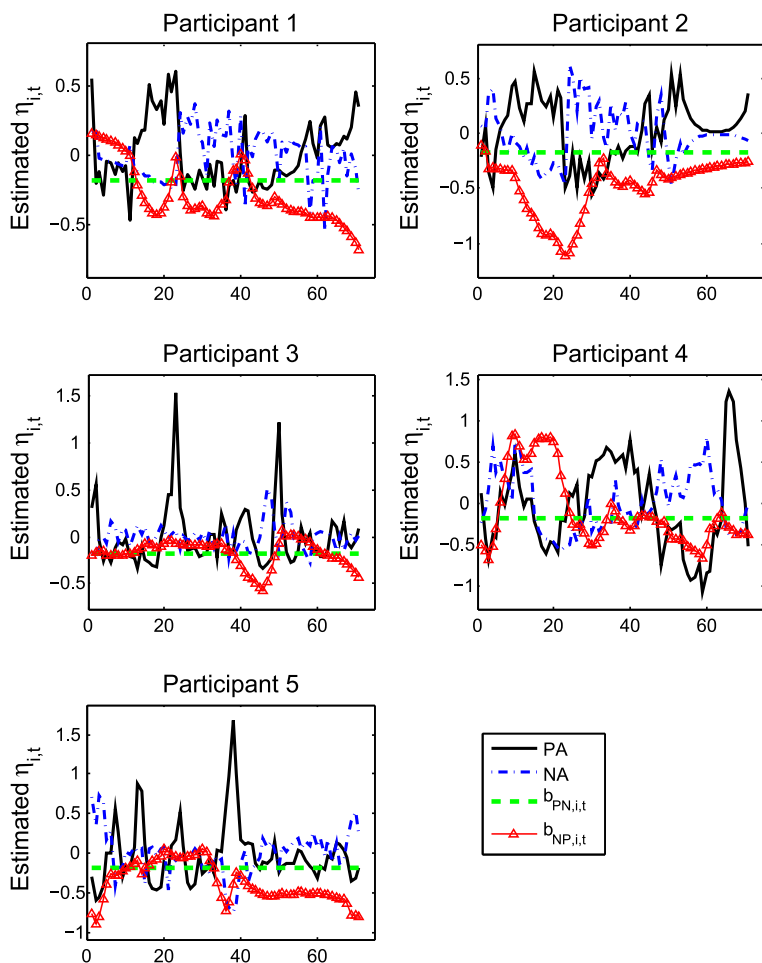 Participant 1
Participant 2
Estimated η_{i,t}
0.5
0
−0.5
0 20 40 60
Estimated η_{i,t}
0.5
0
−0.5
−1
0 20 40 60
Participant 3
Participant 4
Estimated η_{i,t}
1.5
1
0.5
0
−0.5
0 20 40 60
Estimated η_{i,t}
1.5
1
0.5
0
−0.5
−1
0 20 40 60
Participant 5
Estimated η_{i,t}
1.5
1
0.5
0
−0.5
−1
0 20 40 60
PA
NA
b_{PN,i,t}
b_{NP,i,t}